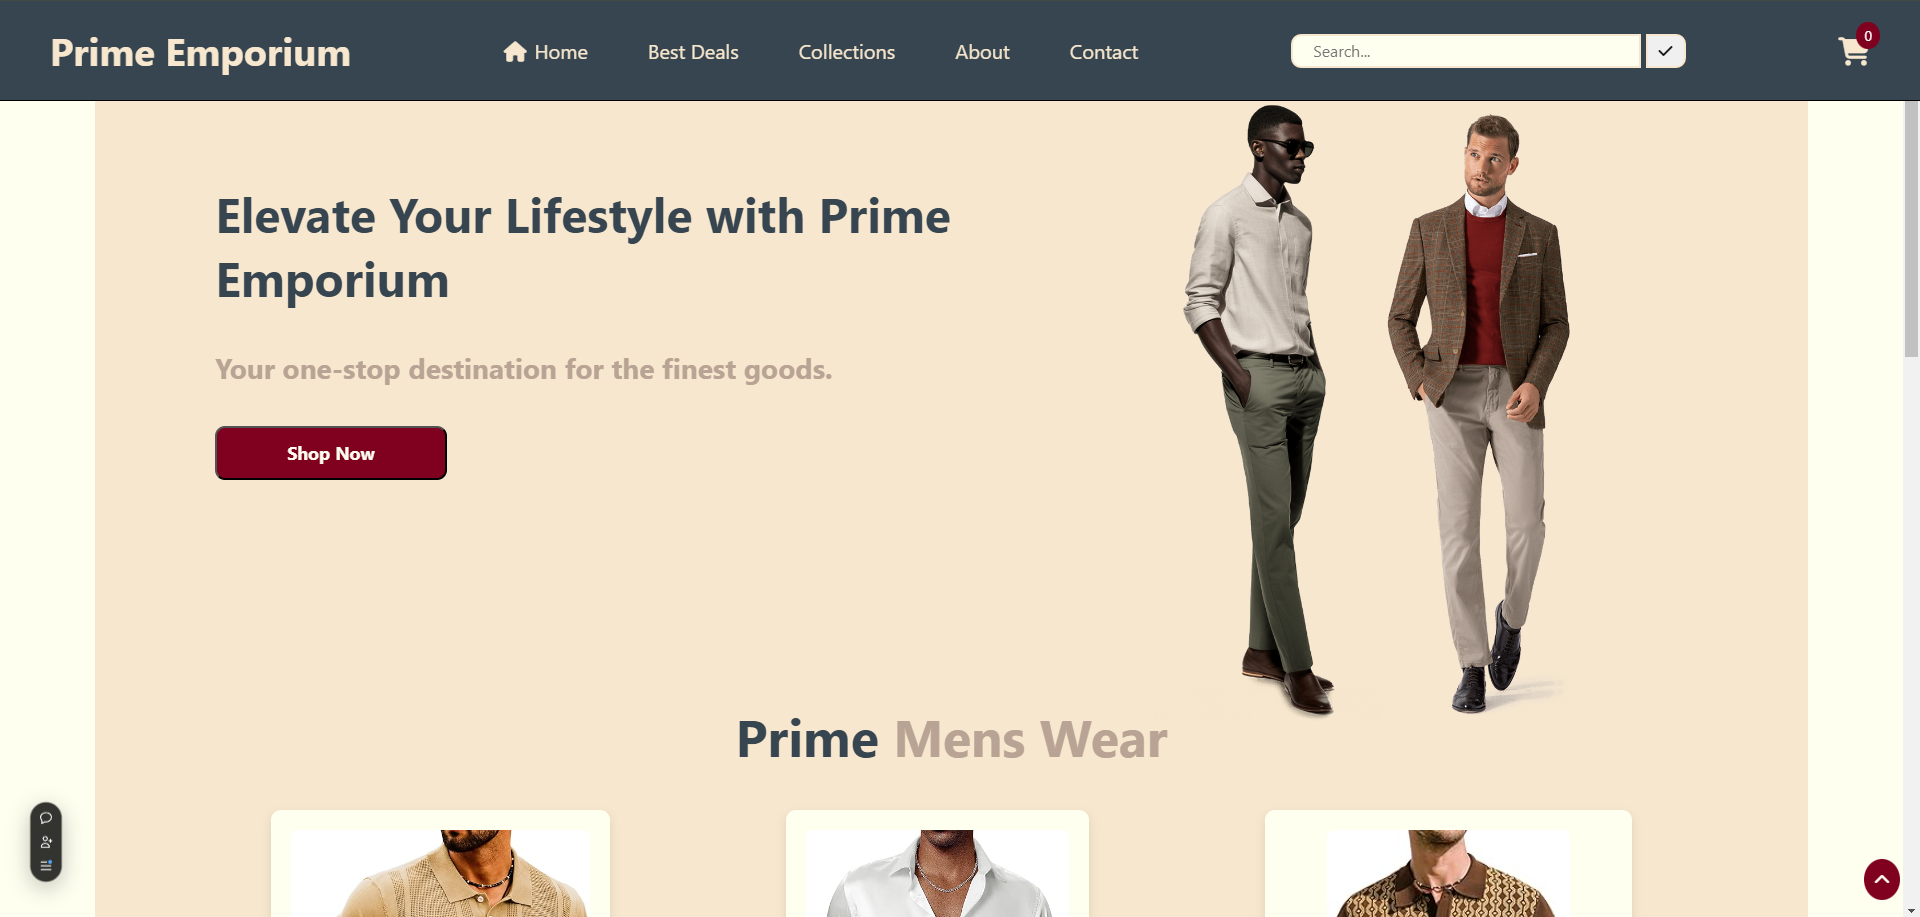 Prime Emporium
Home
Best Deals
Collections
About
Contact
Search...
0
Elevate Your Lifestyle with Prime
Emporium
Your one-stop destination for the finest goods.
Shop Now
Prime Mens Wear